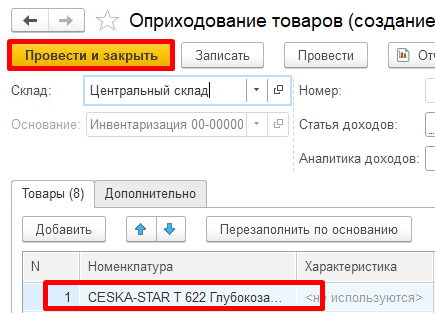 Оприходование товаров (создание
Провести и закрыть Записать Провести От
Склад: Центральный склад Номер:
Основание: Инвентаризация 00-00000 Статья доходов:
Аналитика доходов:
Товары (8) Дополнительно
Добавить Перезаполнить по основанию
N Номенклатура Характеристика
1 CESKA-STAR T 622 Глубокоза... <не используются>